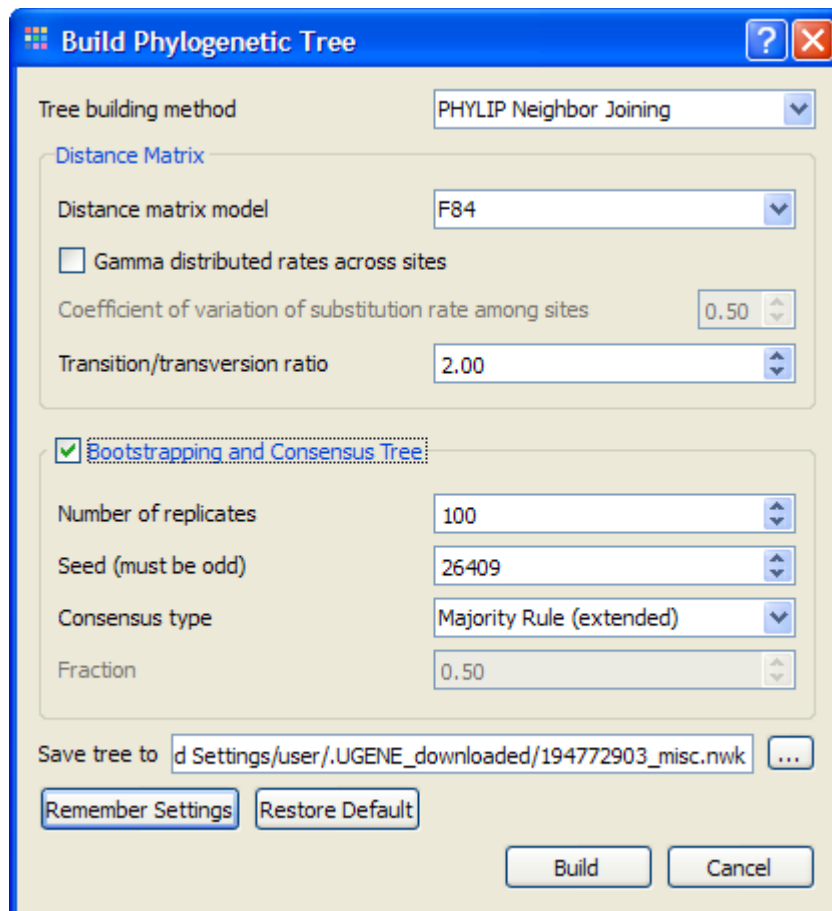 Build Phylogenetic Tree
Tree building method PHYLIP Neighbor Joining
Distance Matrix
Distance matrix model F84
Gamma distributed rates across sites
Coefficient of variation of substitution rate among sites 0.50
Transition/transversion ratio 2.00
Bootstrapping and Consensus Tree
Number of replicates 100
Seed (must be odd) 26409
Consensus type Majority Rule (extended)
Fraction 0.50
Save tree to d Settings/user/.UGENE_downloaded/194772903_misc.nwk ...
Remember Settings Restore Default
Build Cancel